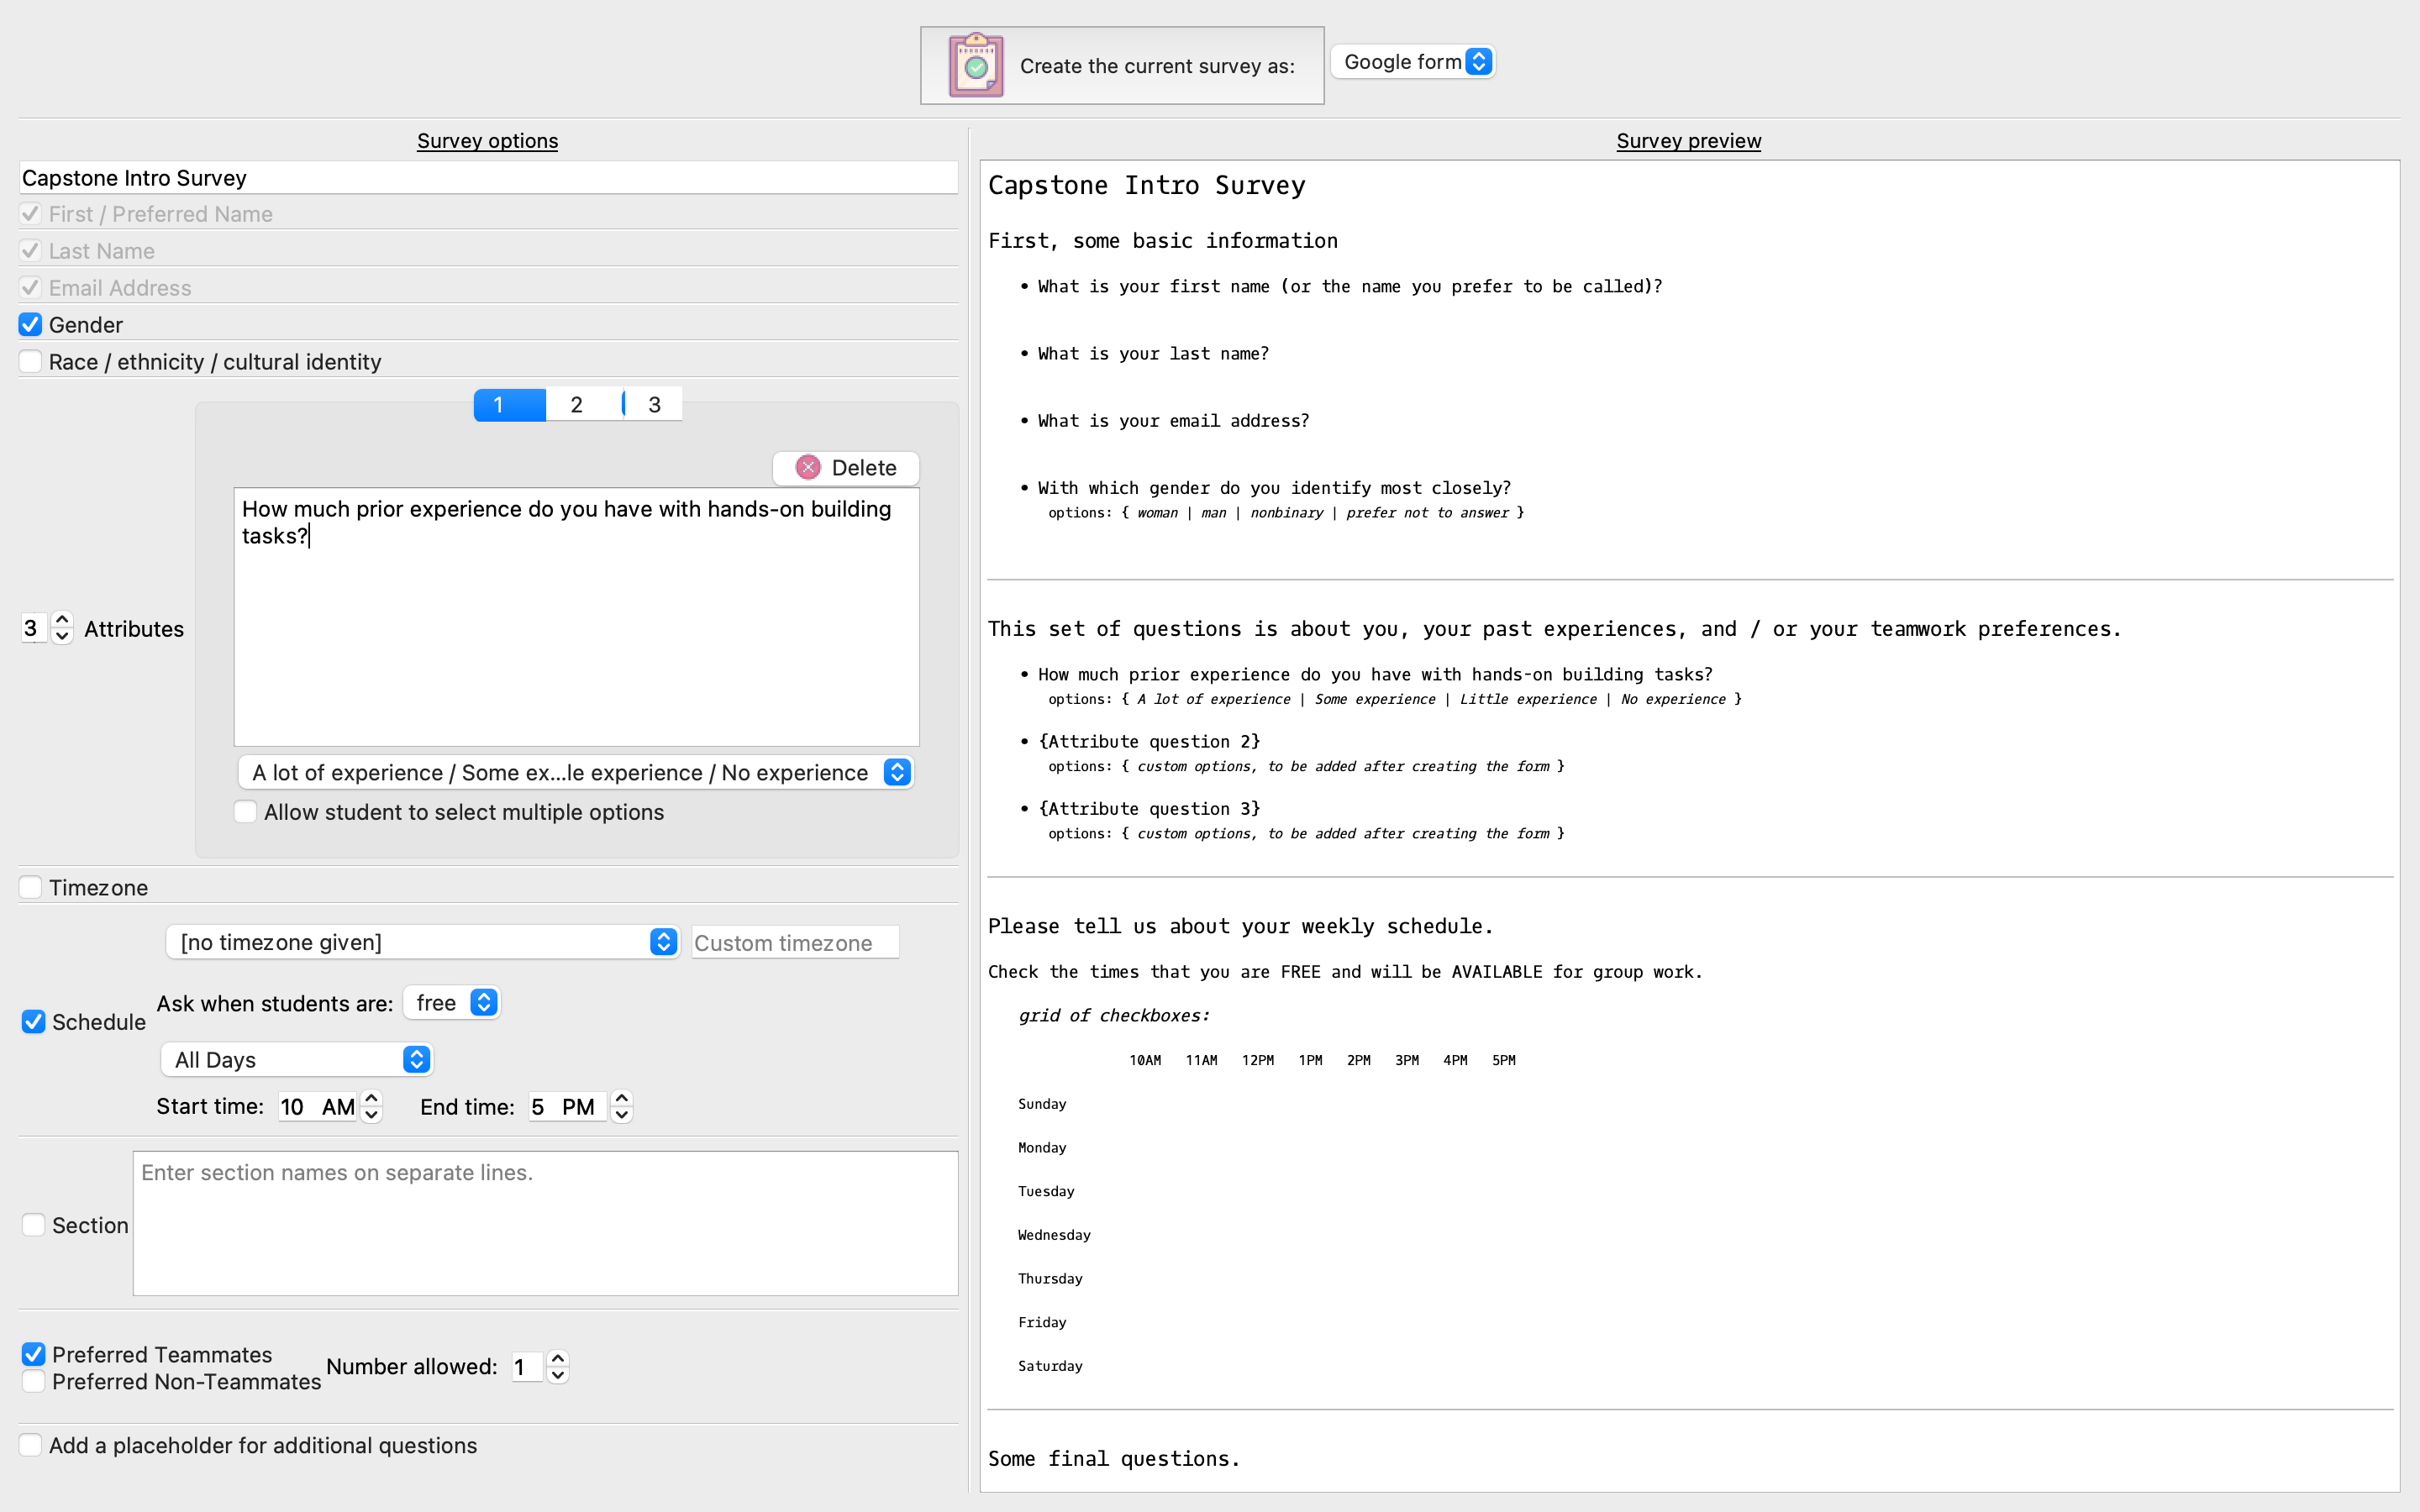 Create the current survey as:
Google form
Survey options
Capstone Intro Survey
First / Preferred Name
Last Name
Email Address
Gender
Race / ethnicity / cultural identity
1 2 3
Delete
How much prior experience do you have with hands-on building
tasks?
3 Attributes
A lot of experience / Some ex...le experience / No experience
Allow student to select multiple options
Timezone
[no timezone given] Custom timezone
Ask when students are: free
Schedule
All Days
Start time: 10 AM End time: 5 PM
Enter section names on separate lines.
Section
Preferred Teammates
Preferred Non-Teammates
Number allowed: 1
Add a placeholder for additional questions
Survey preview
Capstone Intro Survey
First, some basic information
• What is your first name (or the name you prefer to be called)?
• What is your last name?
• What is your email address?
• With which gender do you identify most closely?
options: { woman | man | nonbinary | prefer not to answer }
This set of questions is about you, your past experiences, and / or your teamwork preferences.
• How much prior experience do you have with hands-on building tasks?
options: { A lot of experience | Some experience | Little experience | No experience }
• {Attribute question 2}
options: { custom options, to be added after creating the form }
• {Attribute question 3}
options: { custom options, to be added after creating the form }
Please tell us about your weekly schedule.
Check the times that you are FREE and will be AVAILABLE for group work.
grid of checkboxes:
10AM 11AM 12PM 1PM 2PM 3PM 4PM 5PM
Sunday
Monday
Tuesday
Wednesday
Thursday
Friday
Saturday
Some final questions.